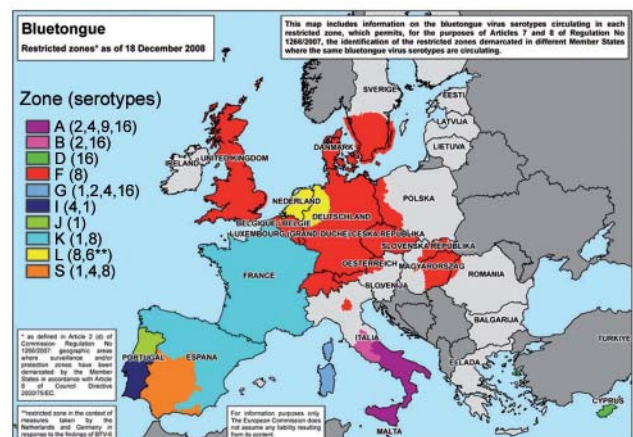 Bluetongue
Restricted zones* as of 18 December 2008
This map includes information on the bluetongue virus serotypes circulating in each
restricted zone, which permits, for the purposes of Articles 7 and 8 of Regulation No
1266/2007, the identification of the restricted zones demarcated in different Member States
where the same bluetongue virus serotypes are circulating.
Zone (serotypes)
A (2,4,9,16)
B (2,16)
D (16)
F (8)
G (1,2,4,16)
I (4,1)
J (1)
K (1,8)
L (8,6**)
S (1,4,8)
SVERIGE
EESTI
LATVIJA
LIETUVA
DANMARK
IRELAND
UNITED KINGDOM
NEDERLAND
POLSKA
DEUTSCHLAND
BELGIQUE / BELGIE
LUXEMBOURG (GRAND-DUCHE)
CESKA REPUBLIKA
SLOVENSKA REPUBLIKA
OESTERREICH
MAGYARORSZAG
FRANCE
SLOVENIJA
ROMANIA
BALGARIJA
ITALIA
TURKIYE
PORTUGAL
ESPANA
ELLADA
CYPRUS
MALTA
* as defined in Article 2 (d) of
Commission Regulation No
1266/2007: geographic areas
where surveillance and/or
protection zones have been
demarcated by the Member
States in accordance with Article
8 of Council Directive
2000/75/EC.
**restricted zone in the context of
measures taken by the
Netherlands and Germany in
response to the findings of BTV-6
For information purposes only
The European Commission does
not assume any liability resulting
from its content.